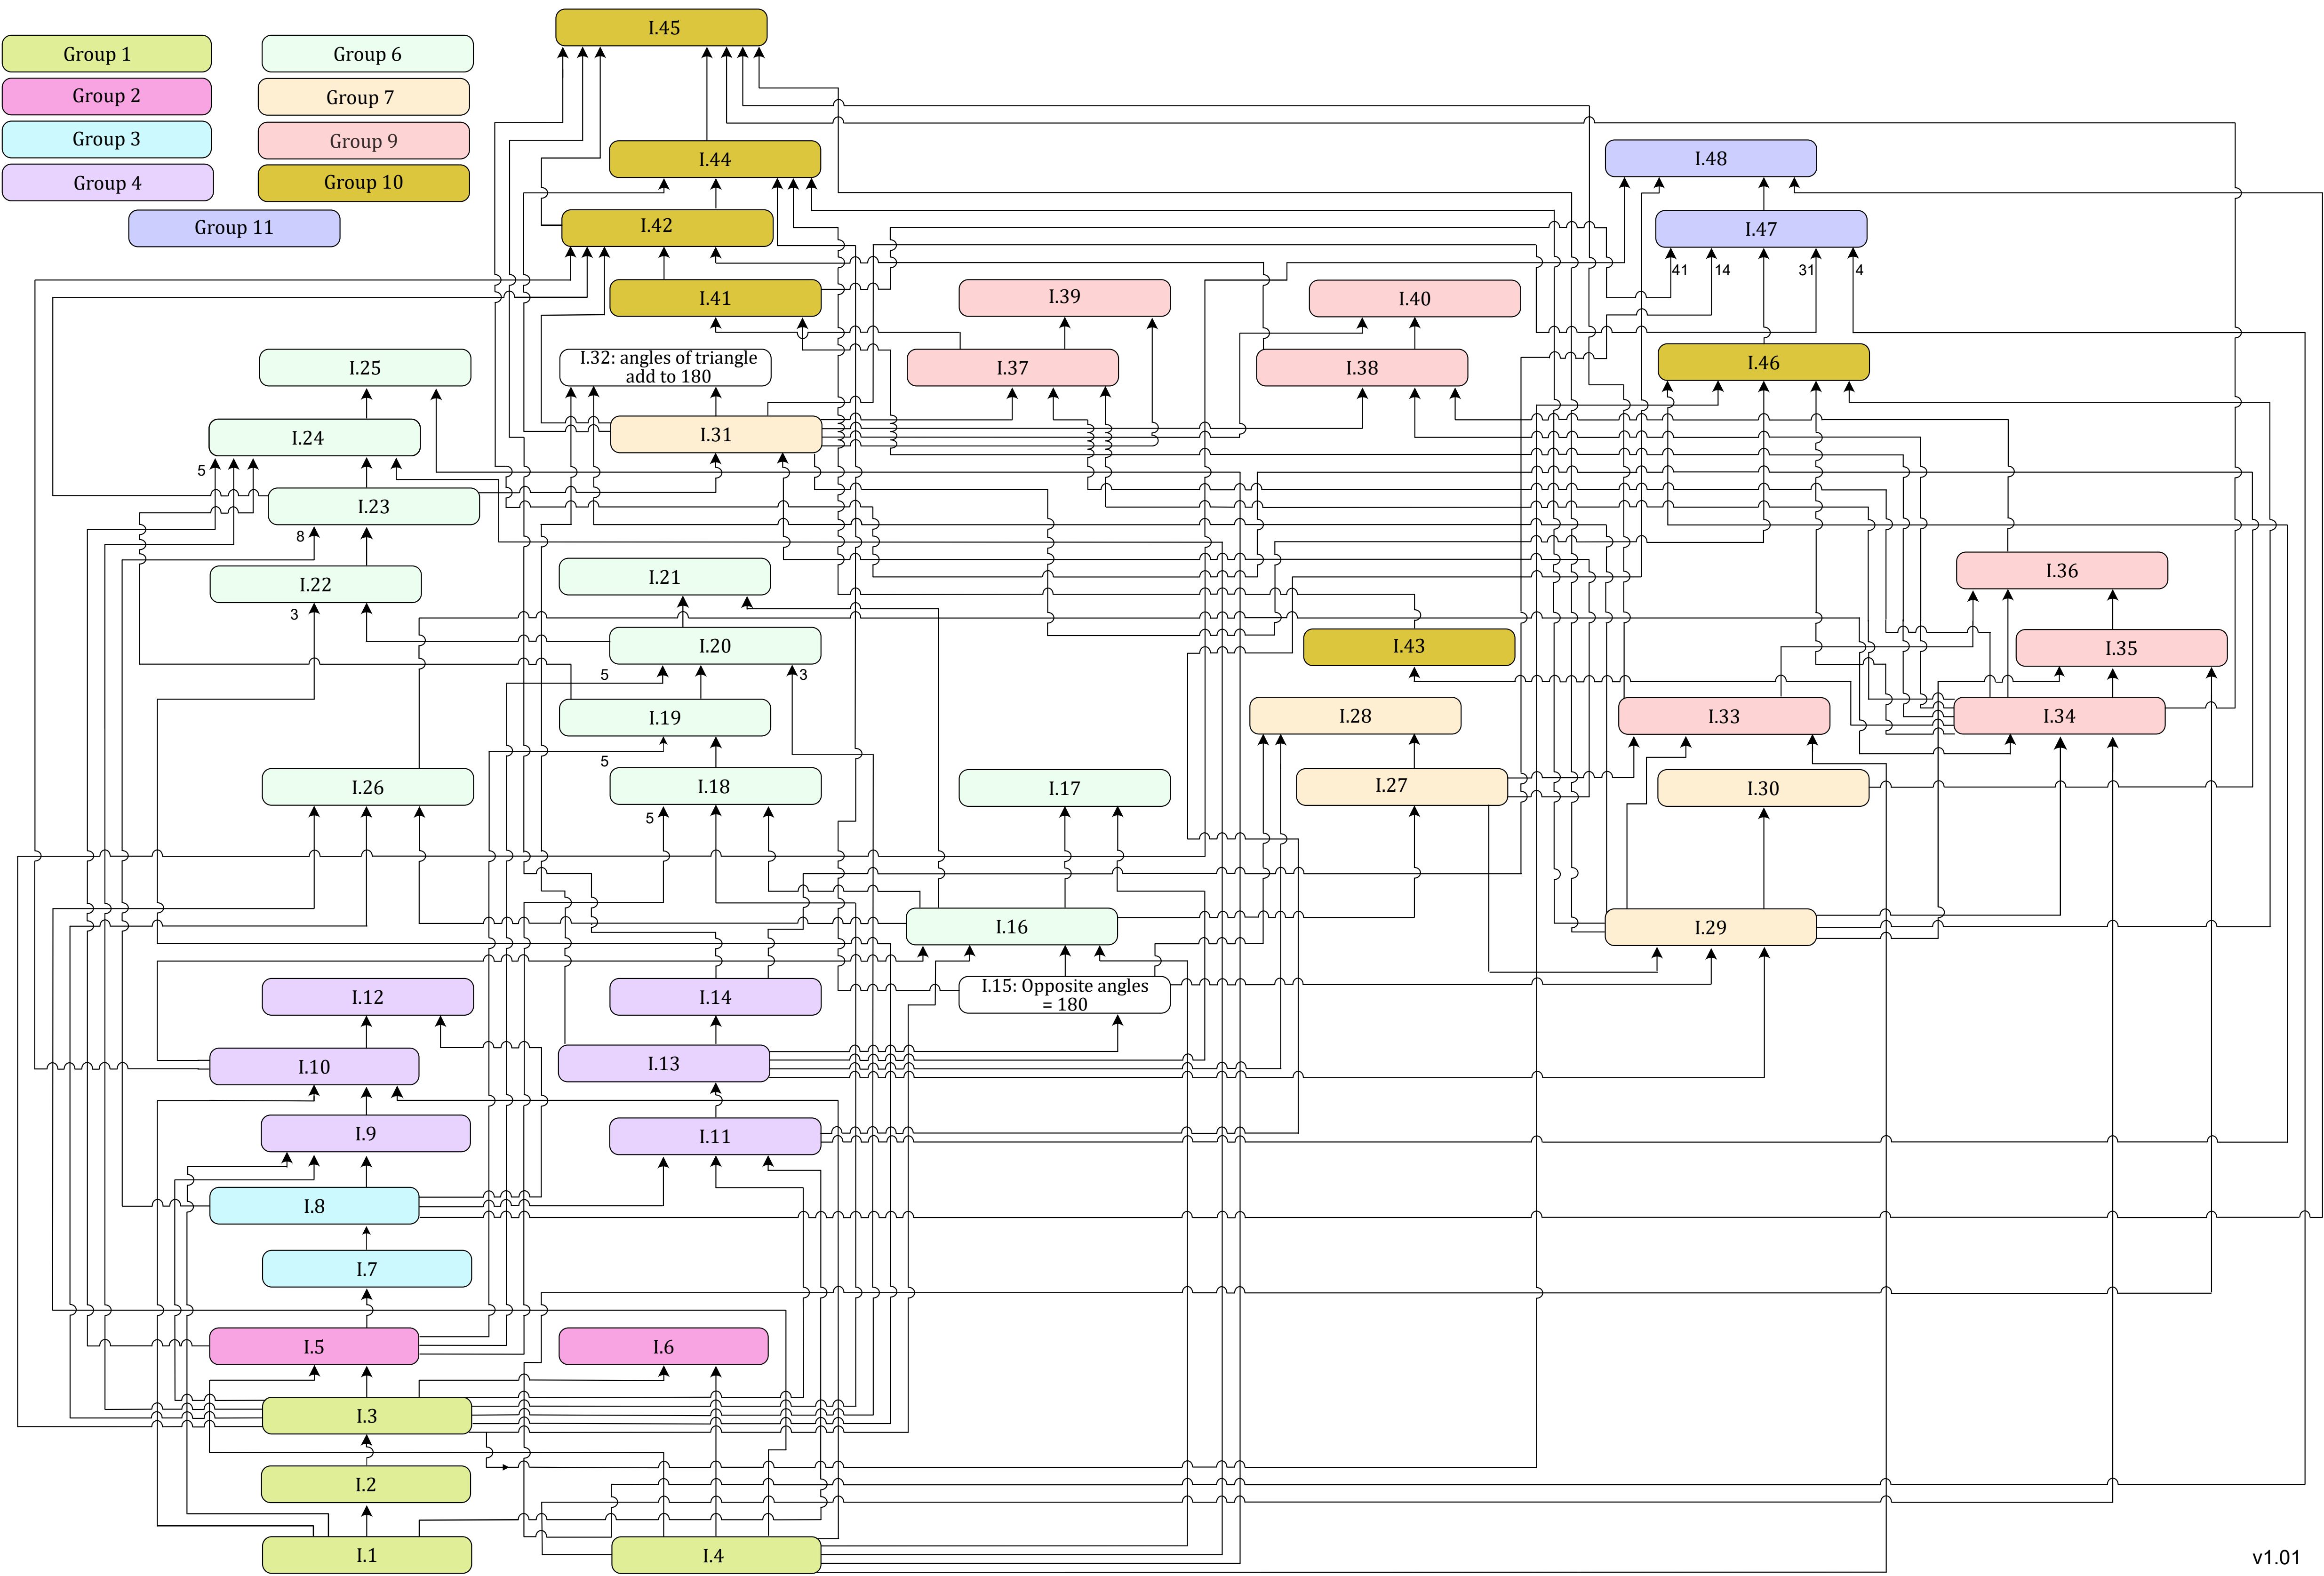 I.45
Group 1
Group 6
Group 2
Group 7
Group 3
Group 9
Group 4
Group 10
Group 11
I.44
I.48
I.42
I.47
41
14
31
4
I.41
I.39
I.40
I.25
I.32: angles of triangle
add to 180
I.37
I.38
I.46
I.24
I.31
5
I.23
8
I.22
3
I.21
I.36
I.20
I.43
I.35
5
3
I.19
I.28
I.33
I.34
5
I.26
I.18
I.17
I.27
I.30
5
I.16
I.29
I.12
I.14
I.15: Opposite angles
= 180
I.10
I.13
I.9
I.11
I.8
I.7
I.5
I.6
I.3
I.2
I.1
I.4
v1.01